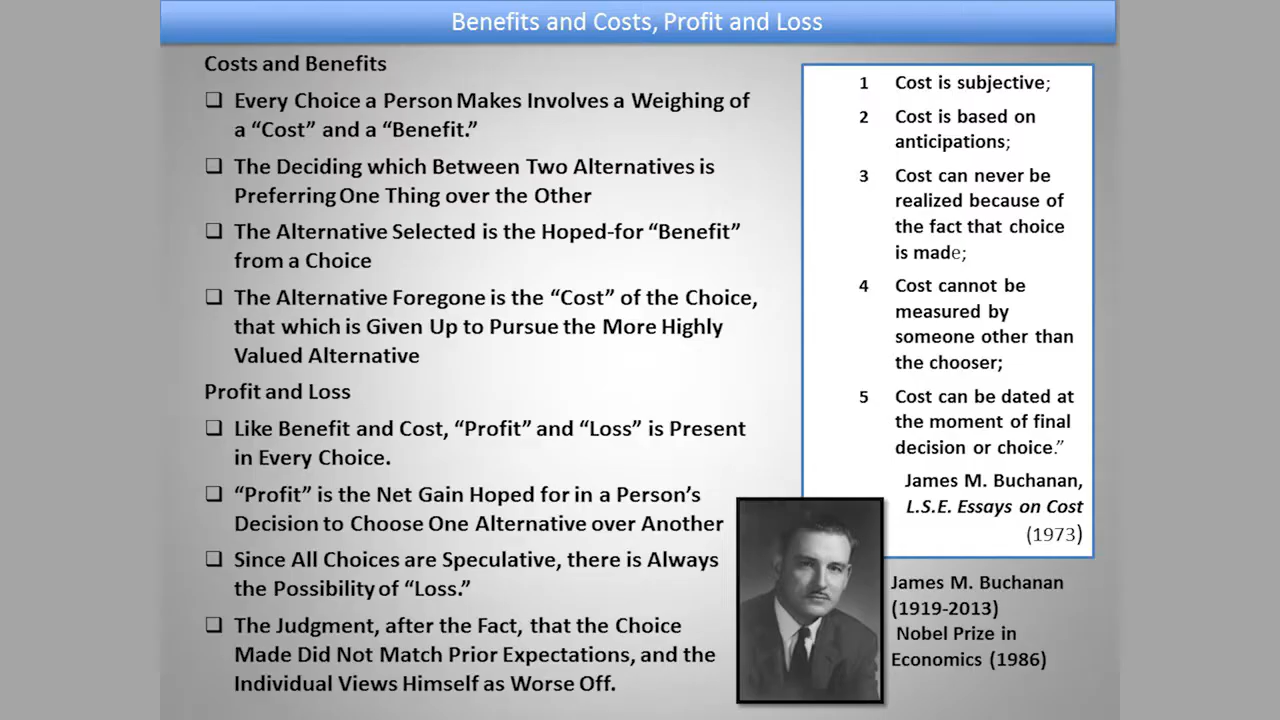 Benefits and Costs, Profit and Loss
Costs and Benefits
❑ Every Choice a Person Makes Involves a Weighing of
a “Cost” and a “Benefit.”
❑ The Deciding which Between Two Alternatives is
Preferring One Thing over the Other
❑ The Alternative Selected is the Hoped-for “Benefit”
from a Choice
❑ The Alternative Foregone is the “Cost” of the Choice,
that which is Given Up to Pursue the More Highly
Valued Alternative
Profit and Loss
❑ Like Benefit and Cost, “Profit” and “Loss” is Present
in Every Choice.
❑ “Profit” is the Net Gain Hoped for in a Person’s
Decision to Choose One Alternative over Another
❑ Since All Choices are Speculative, there is Always
the Possibility of “Loss.”
❑ The Judgment, after the Fact, that the Choice
Made Did Not Match Prior Expectations, and the
Individual Views Himself as Worse Off.
1 Cost is subjective;
2 Cost is based on
anticipations;
3 Cost can never be
realized because of
the fact that choice
is made;
4 Cost cannot be
measured by
someone other than
the chooser;
5 Cost can be dated at
the moment of final
decision or choice.”
James M. Buchanan,
L.S.E. Essays on Cost
(1973)
James M. Buchanan
(1919-2013)
Nobel Prize in
Economics (1986)